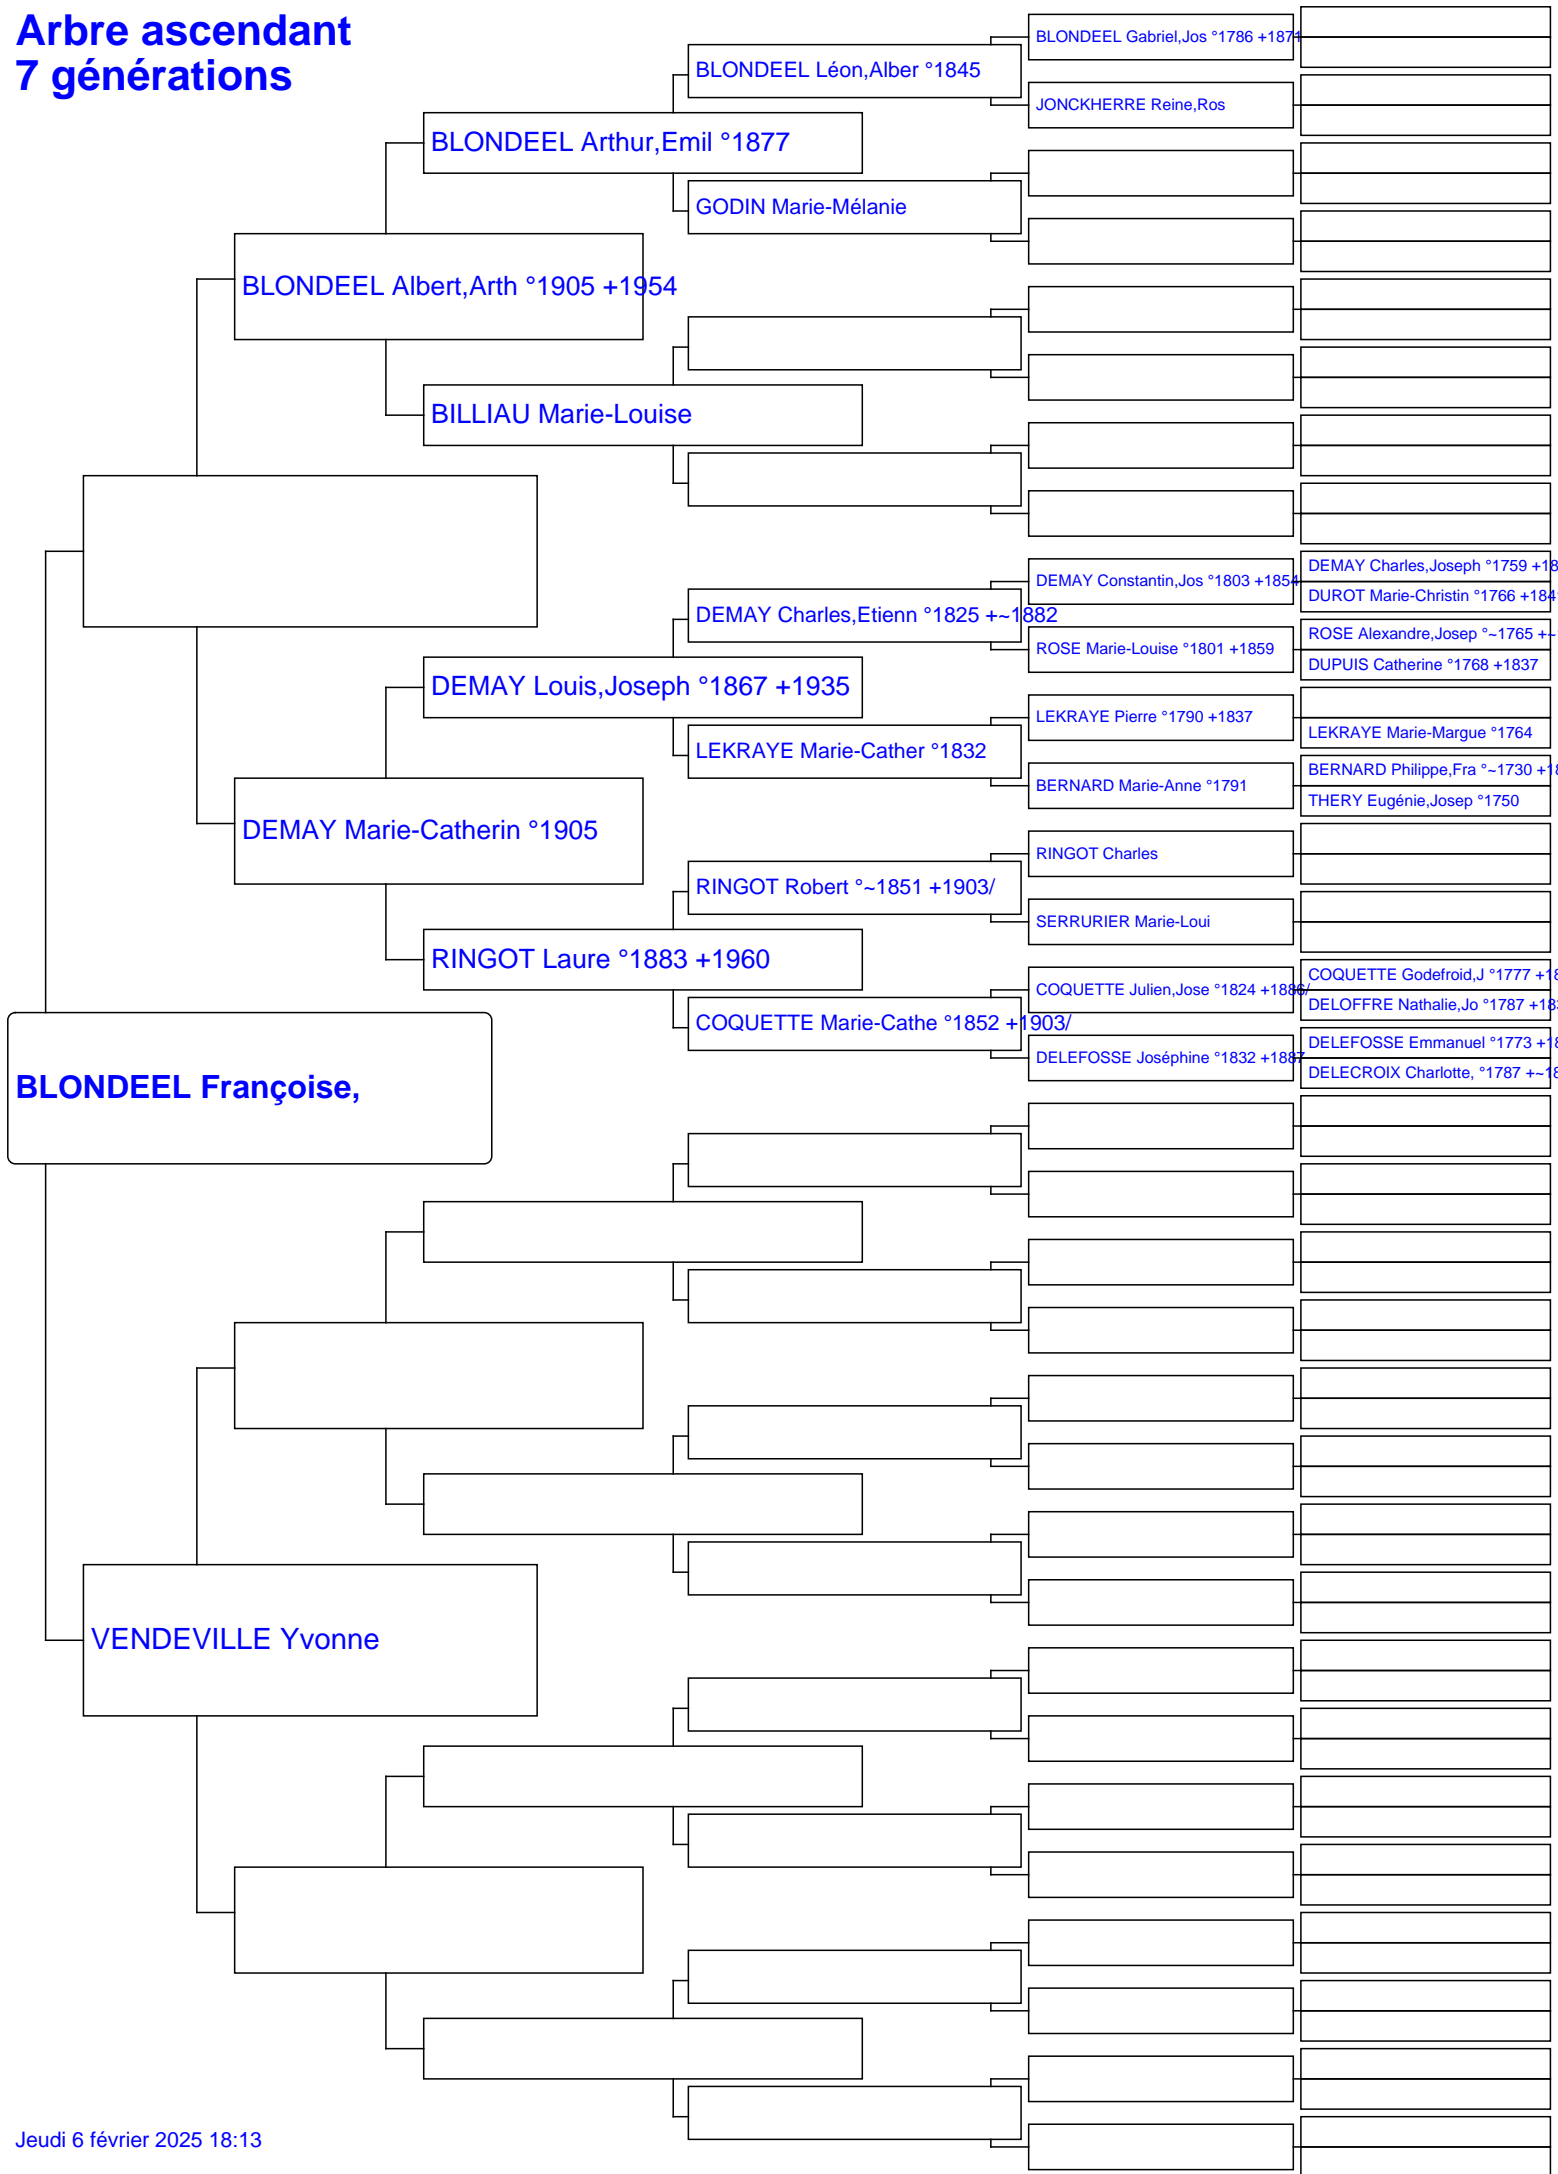 Arbre ascendant
7 générations
BLONDEEL Françoise,
VENDEVILLE Yvonne
BLONDEEL Albert,Arth °1905 +1954
DEMAY Marie-Catherin °1905
BLONDEEL Arthur,Emil °1877
BILLIAU Marie-Louise
DEMAY Louis,Joseph °1867 +1935
RINGOT Laure °1883 +1960
BLONDEEL Léon,Alber °1845
GODIN Marie-Mélanie
DEMAY Charles,Etienn °1825 +~1882
LEKRAYE Marie-Cather °1832
RINGOT Robert °~1851 +1903/
COQUETTE Marie-Cathe °1852 +1903/
BLONDEEL Gabriel,Jos °1786 +1871
JONCKHERRE Reine,Ros
DEMAY Constantin,Jos °1803 +1854
ROSE Marie-Louise °1801 +1859
LEKRAYE Pierre °1790 +1837
BERNARD Marie-Anne °1791
RINGOT Charles
SERRURIER Marie-Loui
COQUETTE Julien,Jose °1824 +1886/
DELEFOSSE Joséphine °1832 +1887
DEMAY Charles,Joseph °1759 +18
DUROT Marie-Christin °1766 +184
ROSE Alexandre,Josep °~1765 +~
DUPUIS Catherine °1768 +1837
LEKRAYE Marie-Margue °1764
BERNARD Philippe,Fra °~1730 +18
THERY Eugénie,Josep °1750
COQUETTE Godefroid,J °1777 +18
DELOFFRE Nathalie,Jo °1787 +183
DELEFOSSE Emmanuel °1773 +18
DELECROIX Charlotte, °1787 +~18
Jeudi 6 février 2025 18:13